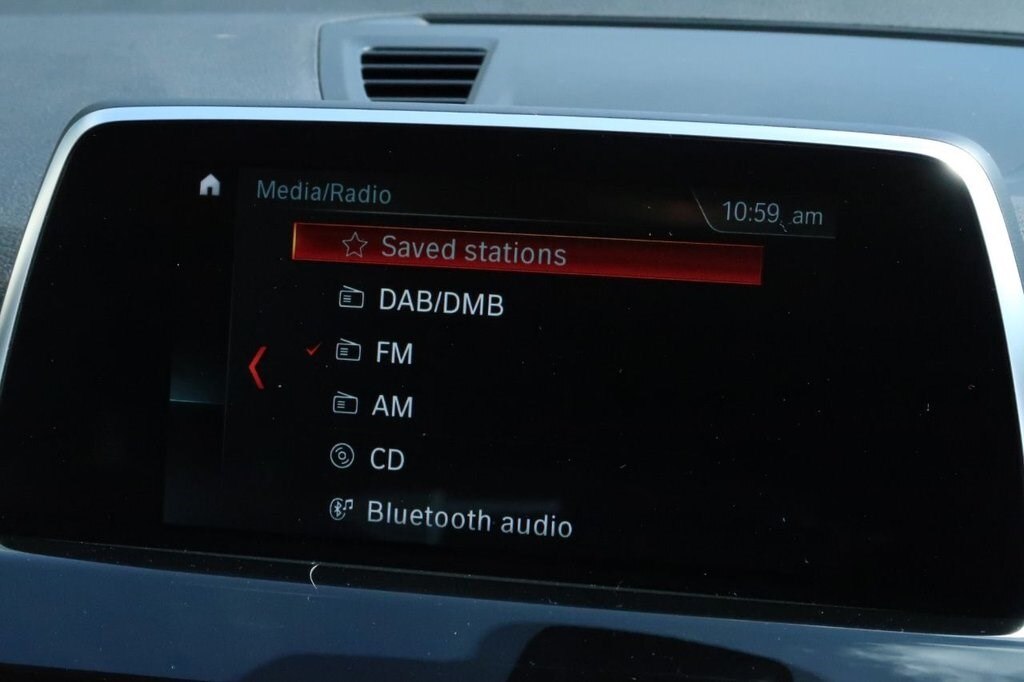 Media/Radio
10:59 am
Saved stations
DAB/DMB
FM
AM
CD
Bluetooth audio